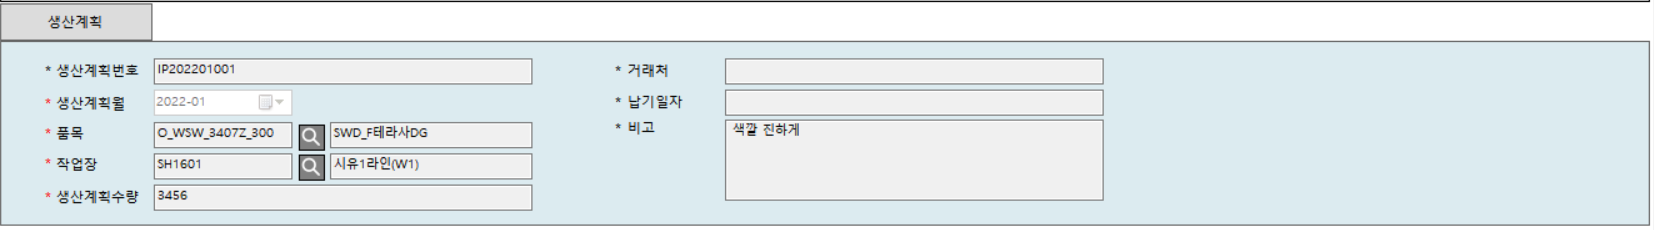 생산계획
* 생산계획번호 IP202201001
* 생산계획월 2022-01
* 품목 O_WSW_3407Z_300 SWD_F테라사DG
* 작업장 SH1601 시유1라인(W1)
* 생산계획수량 3456
* 거래처
* 납기일자
* 비고 색깔 진하게